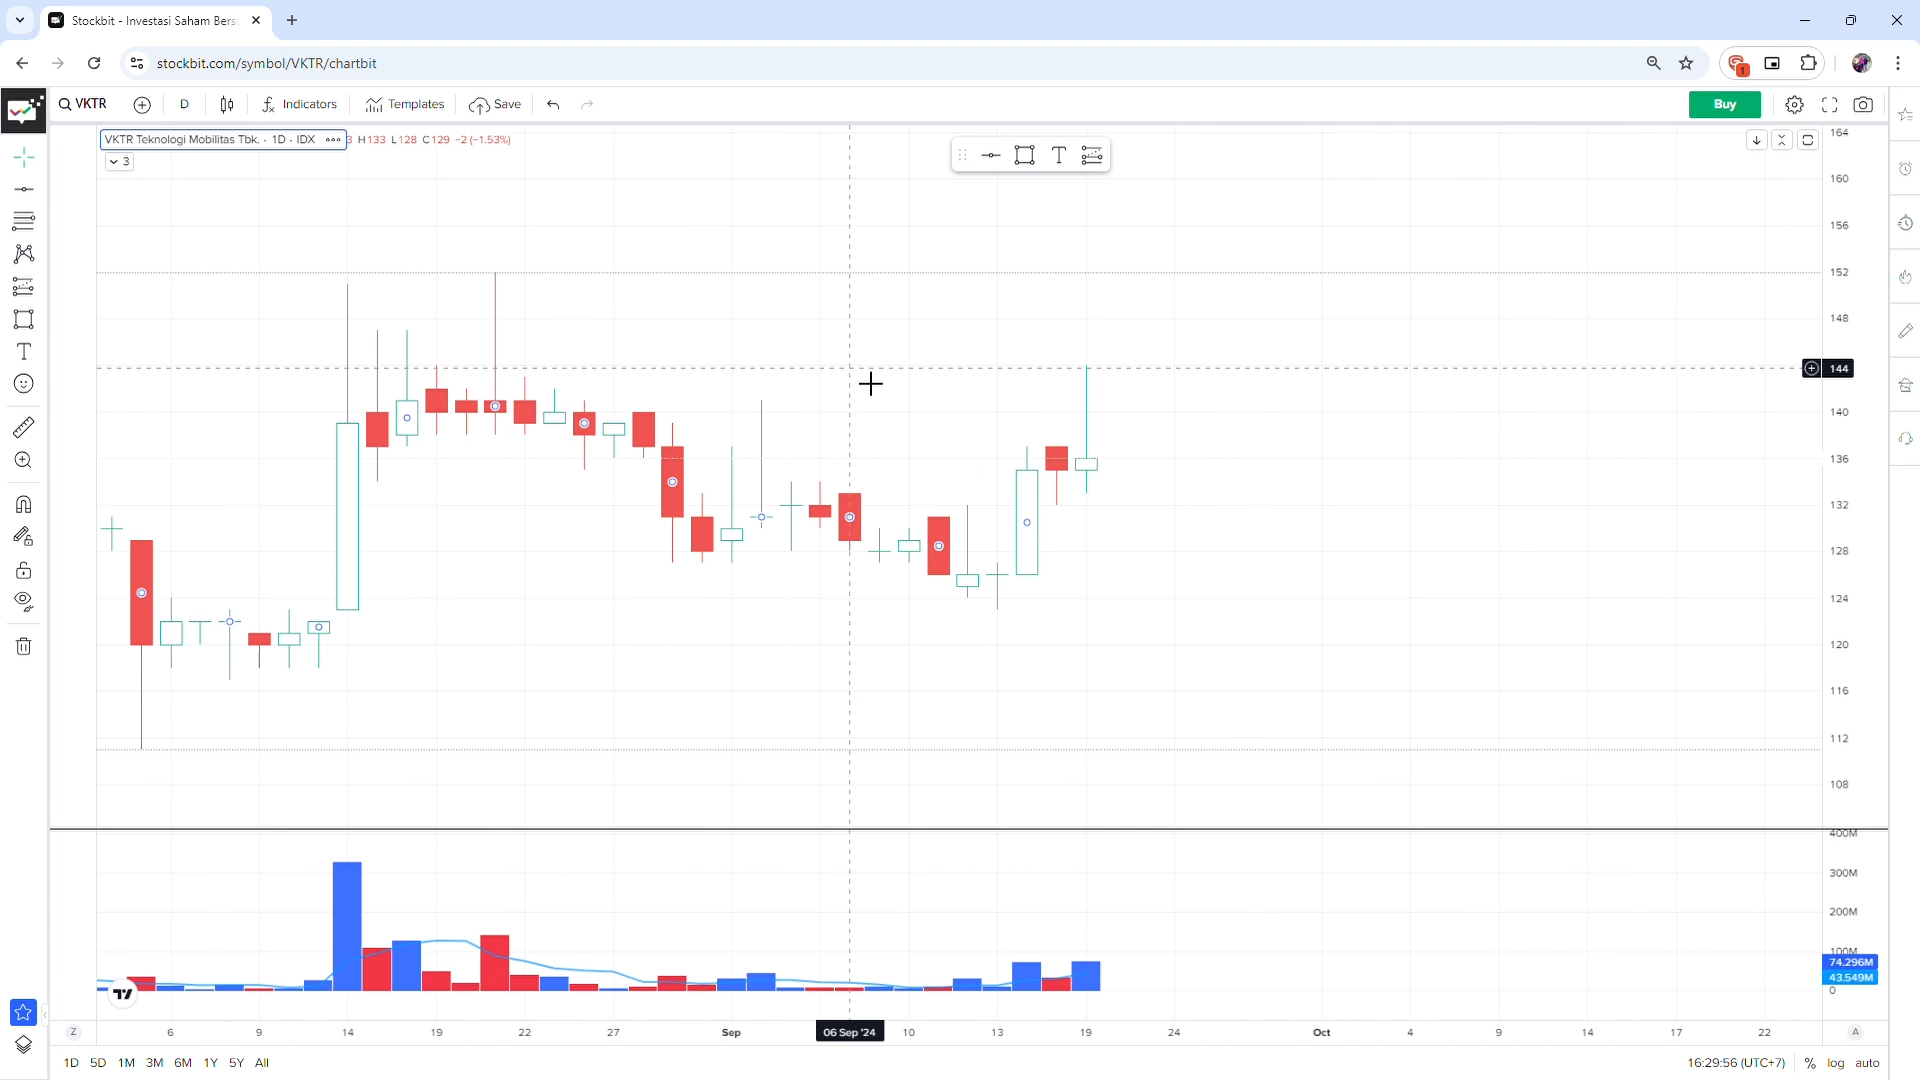 Stockbit - Investasi Saham Bers
stockbit.com/symbol/VKTR/chartbit
1
VKTR
D
Indicators
Templates
Save
Buy
VKTR Teknologi Mobilitas Tbk. · 1D · IDX
3 H133 L128 C129 −2 (−1.53%)
3
164
160
156
152
148
144
140
136
132
128
124
120
116
112
108
400M
300M
200M
100M
74.296M
43.549M
0
Z
6
9
14
19
22
27
Sep
06 Sep '24
10
13
19
24
Oct
4
9
14
17
22
A
1D 5D 1M 3M 6M 1Y 5Y All
16:29:56 (UTC+7) % log auto